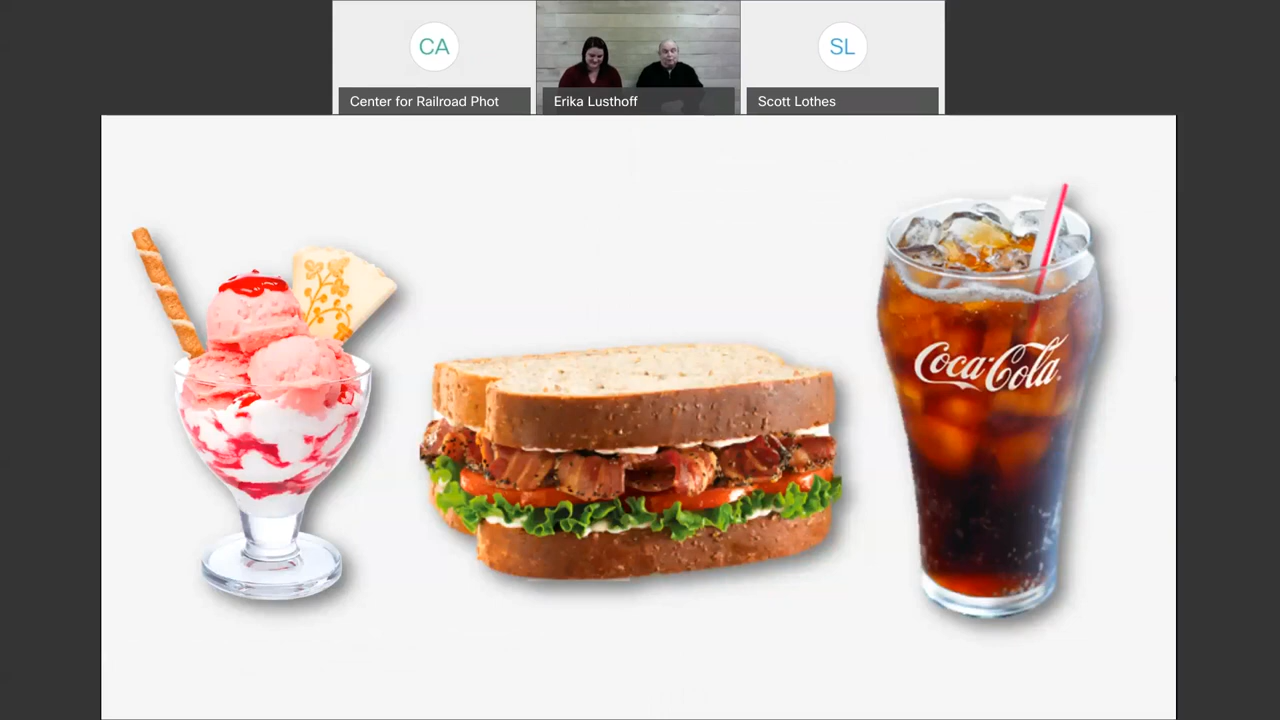 CA
SL
Center for Railroad Phot
Erika Lusthoff
Scott Lothes
Coca-Cola